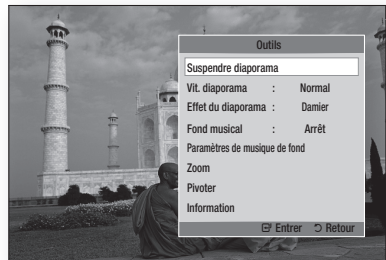 Outils
Suspendre diaporama
Vit. diaporama : Normal
Effet du diaporama : Damier
Fond musical : Arrêt
Paramètres de musique de fond
Zoom
Pivoter
Information
Entrer Retour